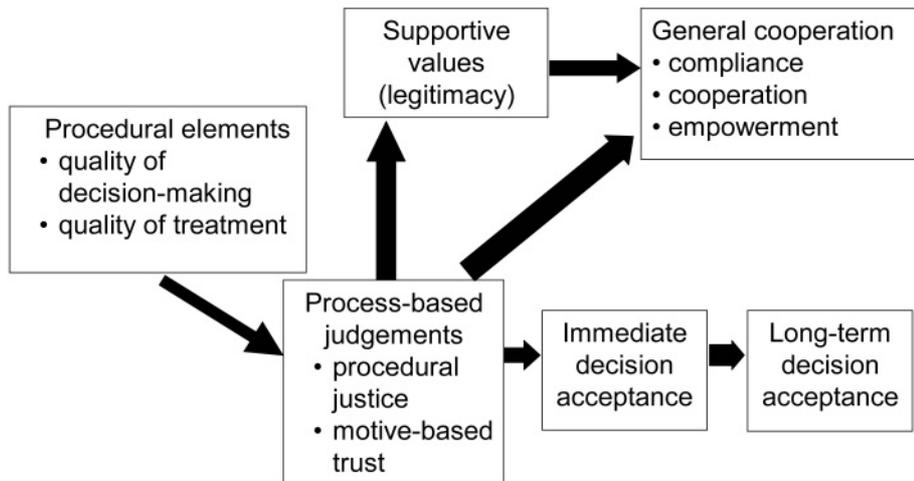 Supportive
values
(legitimacy)
General cooperation
• compliance
• cooperation
• empowerment
Procedural elements
• quality of
decision-making
• quality of treatment
Process-based
judgements
• procedural
justice
• motive-based
trust
Immediate
decision
acceptance
Long-term
decision
acceptance